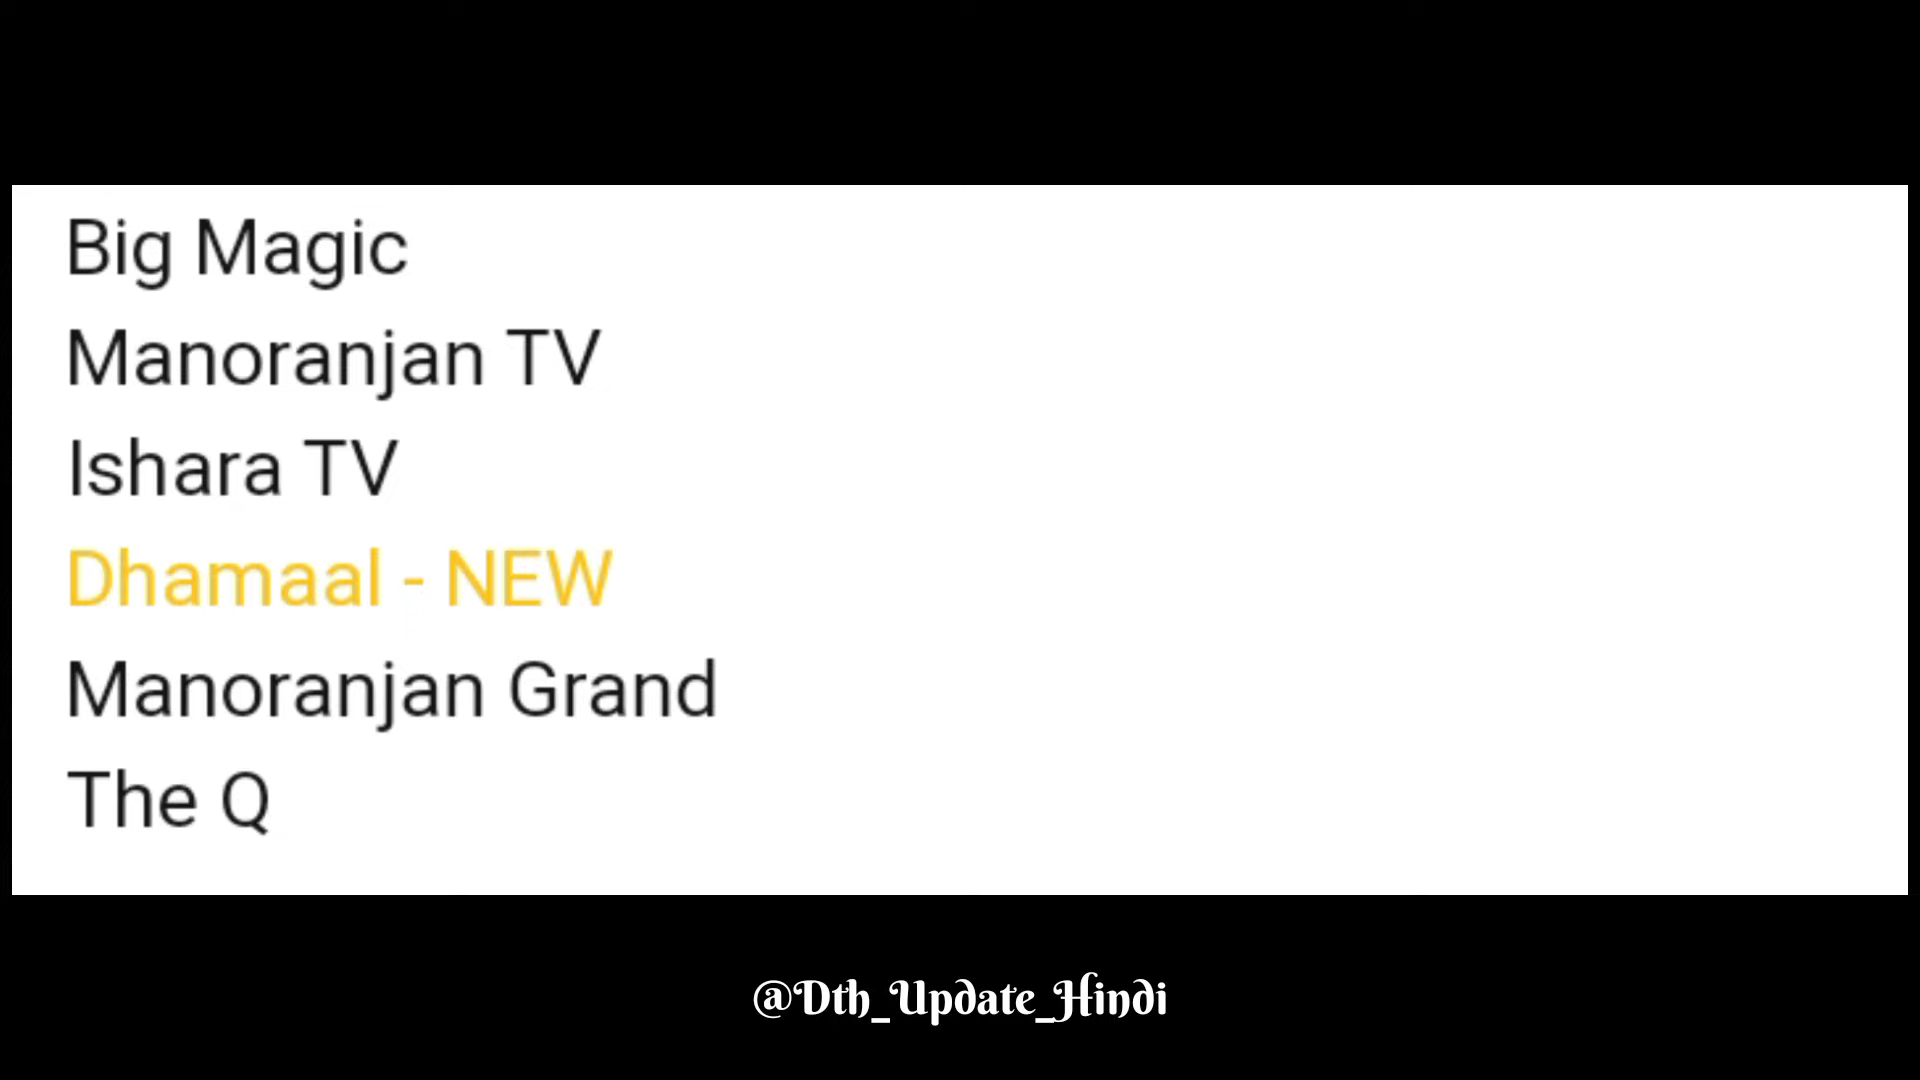 Big Magic
Manoranjan TV
Ishara TV
Dhamaal - NEW
Manoranjan Grand
The Q
@Dth_Update_Hindi